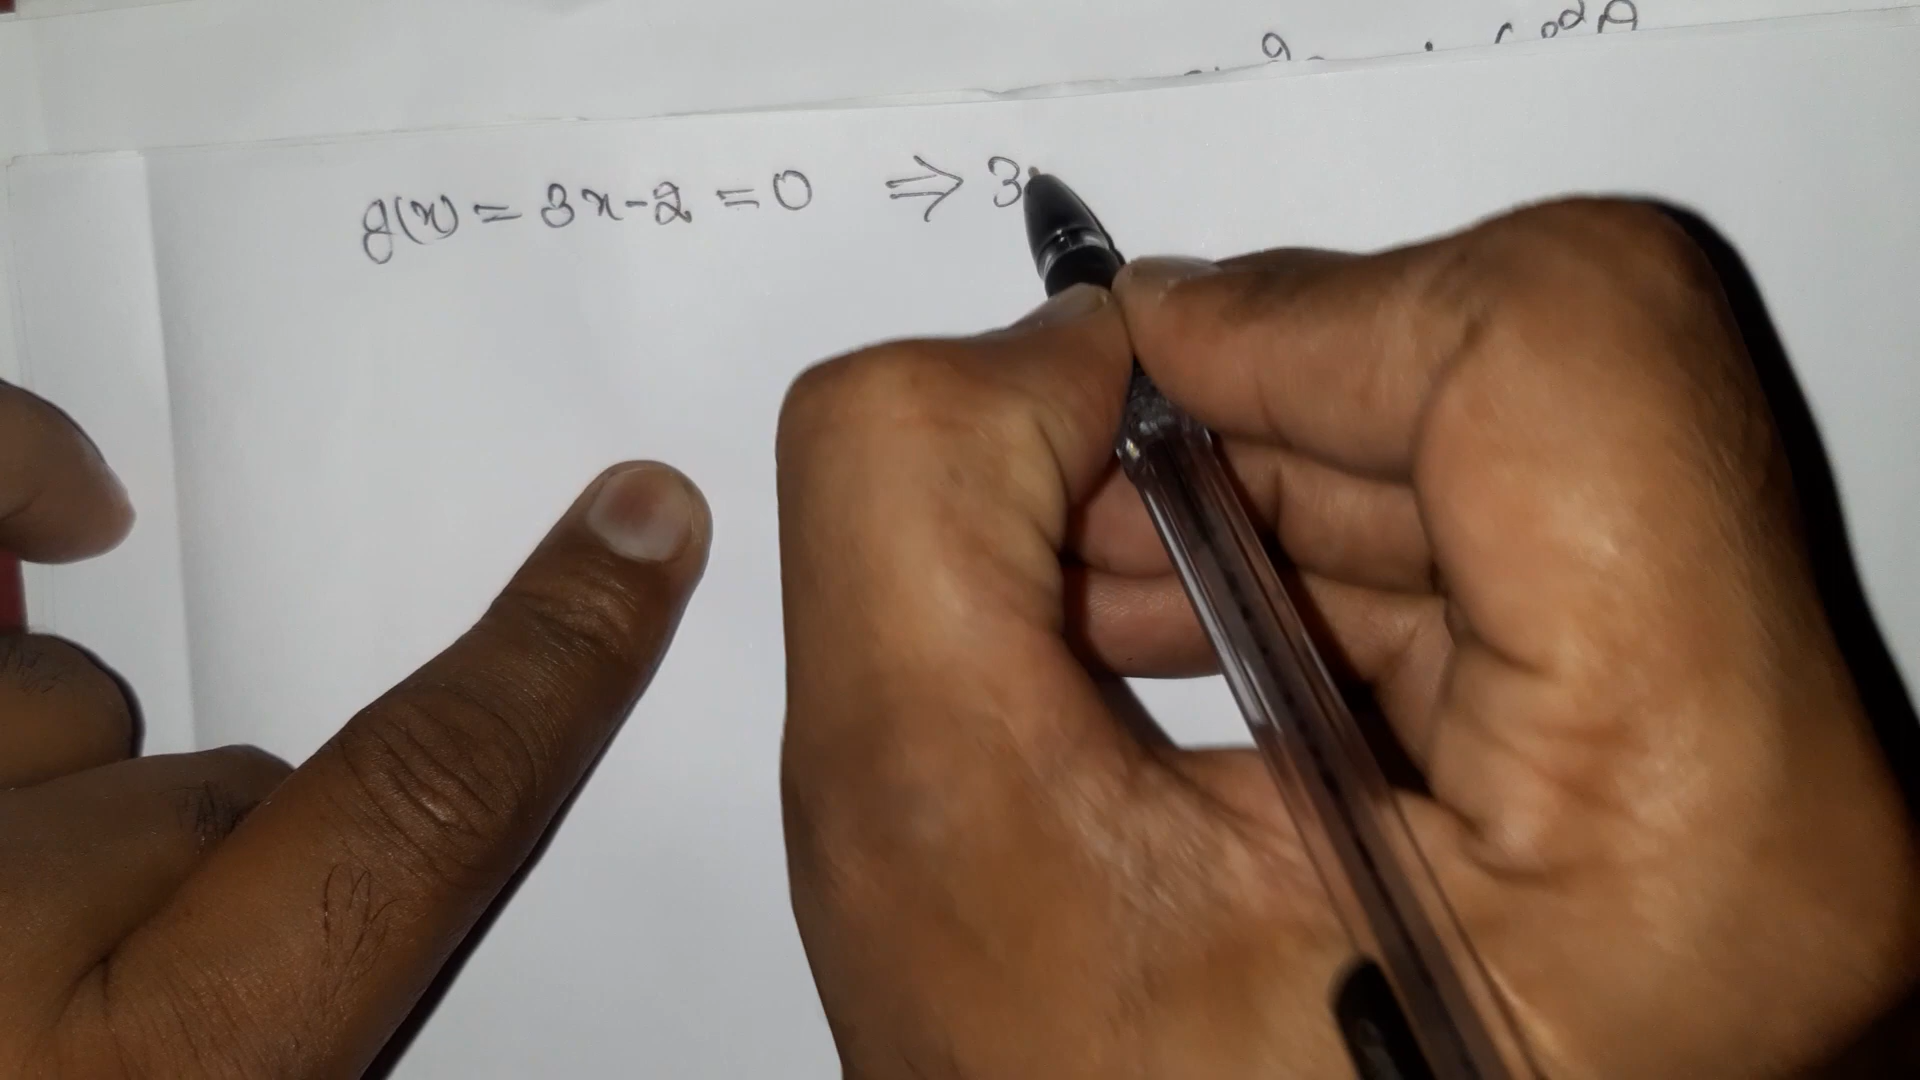 g(x) = 3x-2 = 0 ⇒ 3